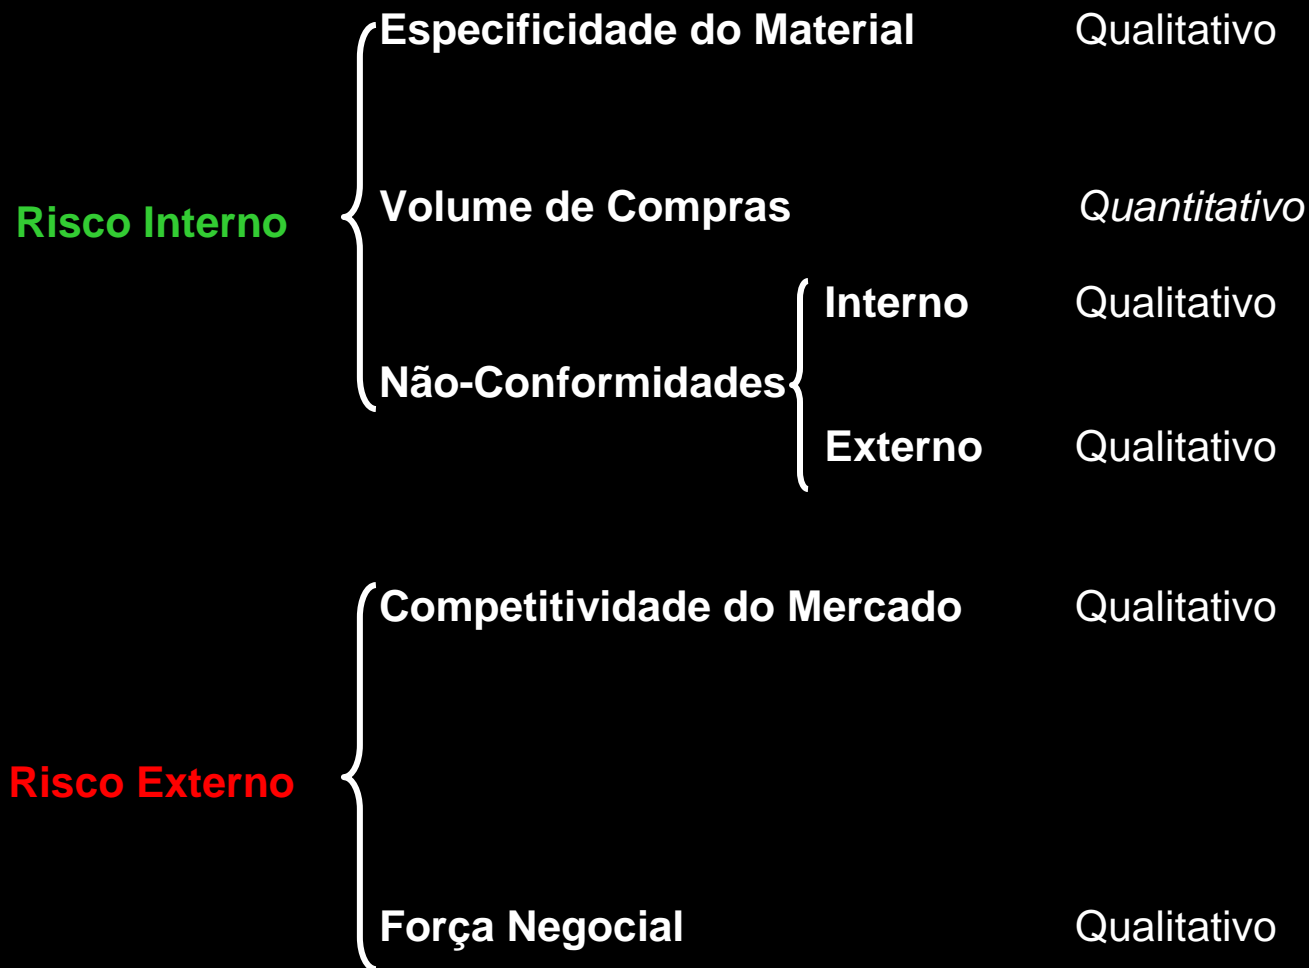 Especificidade do Material Qualitativo
Risco Interno Volume de Compras Quantitativo
Interno Qualitativo
Não-Conformidades
Externo Qualitativo
Competitividade do Mercado Qualitativo
Risco Externo
Força Negocial Qualitativo